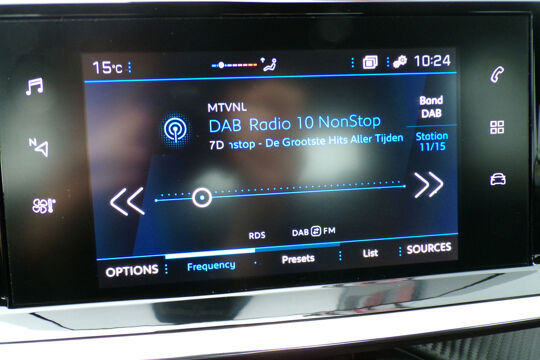 15°C
10:24
MTVNL
DAB Radio 10 NonStop
7D nstop - De Grootste Hits Aller Tijden
Band
DAB
Station
11/15
N
RDS
DAB FM
OPTIONS
Frequency
Presets
List
SOURCES